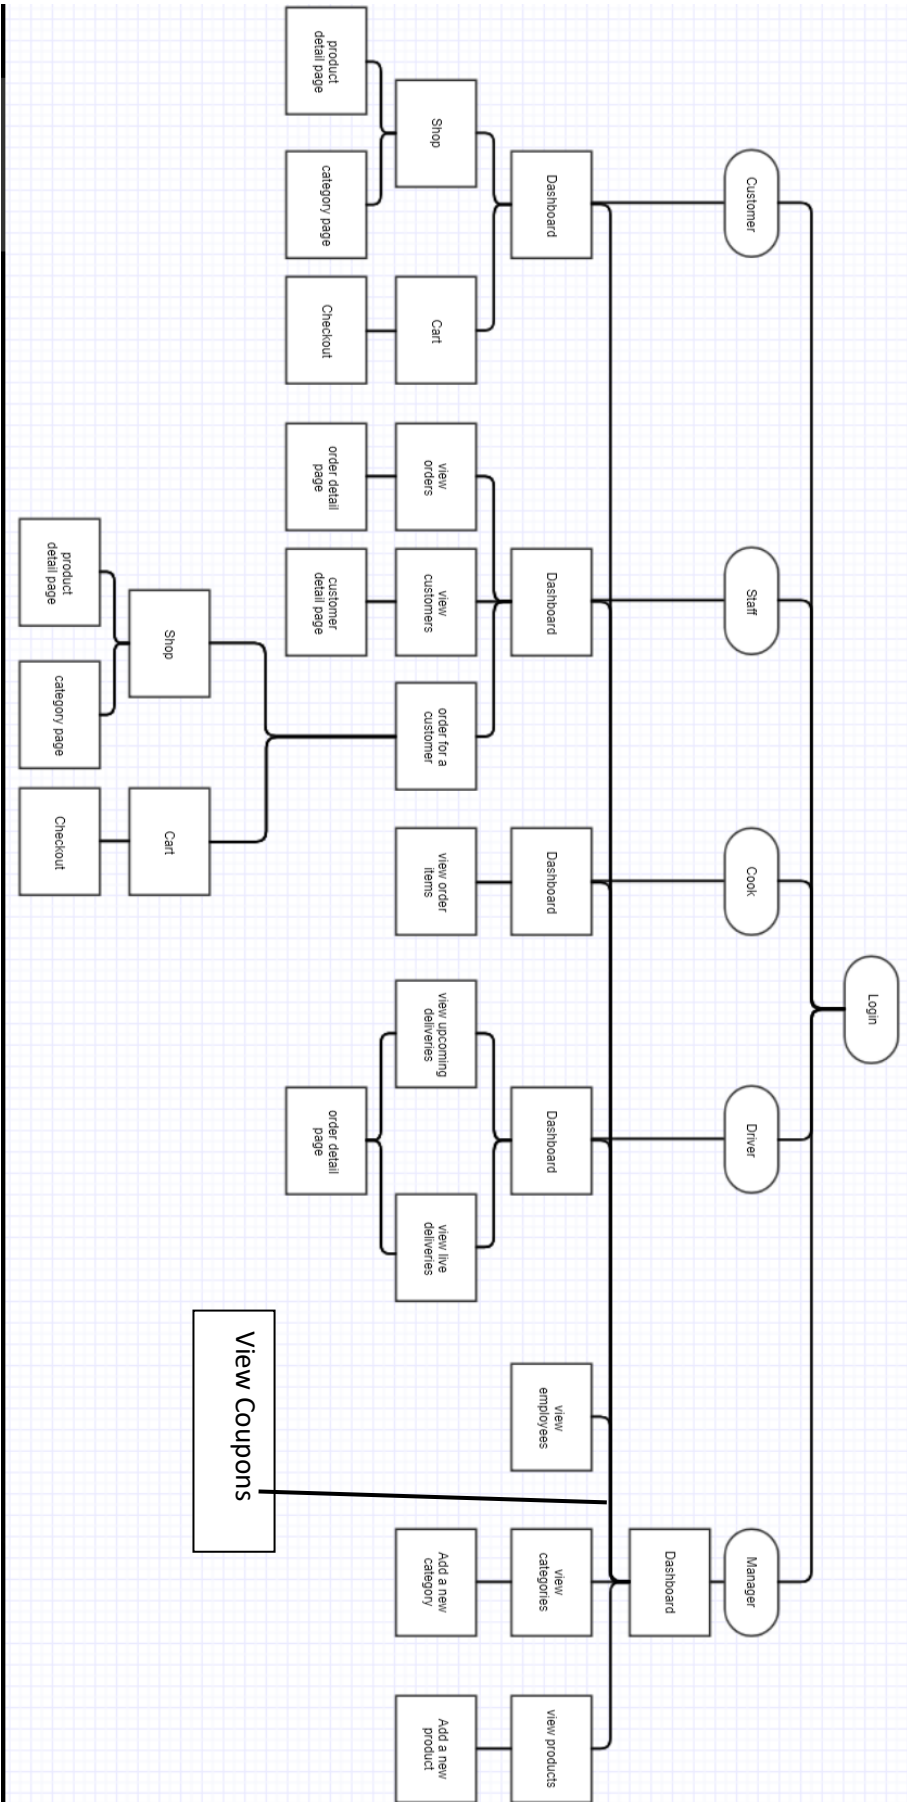 Login
Customer
Staff
Cook
Driver
Manager
Dashboard
Dashboard
Dashboard
Dashboard
Dashboard
Shop
Cart
view
orders
view
customers
order for a
customer
view order
items
view upcoming
deliveries
view live
deliveries
view
employees
view
categories
view products
product
detail page
category page
Checkout
order detail
page
customer
detail page
order detail
page
Add a new
category
Add a new
product
View Coupons
Shop
Cart
product
detail page
category page
Checkout